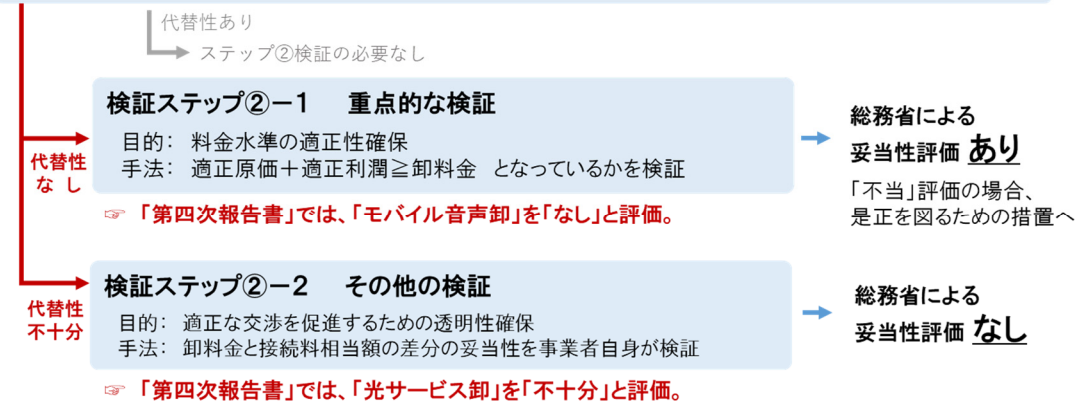 代替性あり
ステップ②検証の必要なし
検証ステップ②－１　重点的な検証
目的：　料金水準の適正性確保
手法：　適正原価＋適正利潤≧卸料金　となっているかを検証
代替性
なし
総務省による
妥当性評価 あり
「不当」評価の場合、
是正を図るための措置へ
☞ 「第四次報告書」では、「モバイル音声卸」を「なし」と評価。
検証ステップ②－２　その他の検証
目的：　適正な交渉を促進するための透明性確保
手法：　卸料金と接続料相当額の差分の妥当性を事業者自身が検証
代替性
不十分
総務省による
妥当性評価 なし
☞ 「第四次報告書」では、「光サービス卸」を「不十分」と評価。